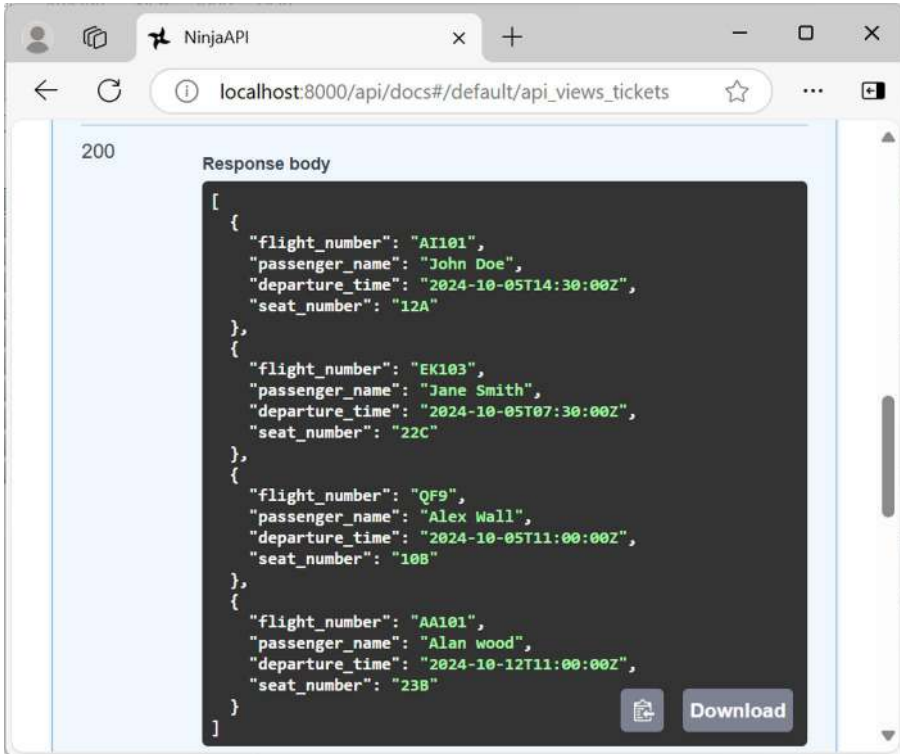 NinjaAPI
localhost:8000/api/docs#/default/api_views_tickets
200
Response body
[
{
"flight_number": "AI101",
"passenger_name": "John Doe",
"departure_time": "2024-10-05T14:30:00Z",
"seat_number": "12A"
},
{
"flight_number": "EK103",
"passenger_name": "Jane Smith",
"departure_time": "2024-10-05T07:30:00Z",
"seat_number": "22C"
},
{
"flight_number": "QF9",
"passenger_name": "Alex Wall",
"departure_time": "2024-10-05T11:00:00Z",
"seat_number": "10B"
},
{
"flight_number": "AA101",
"passenger_name": "Alan wood",
"departure_time": "2024-10-12T11:00:00Z",
"seat_number": "23B"
}
]
Download